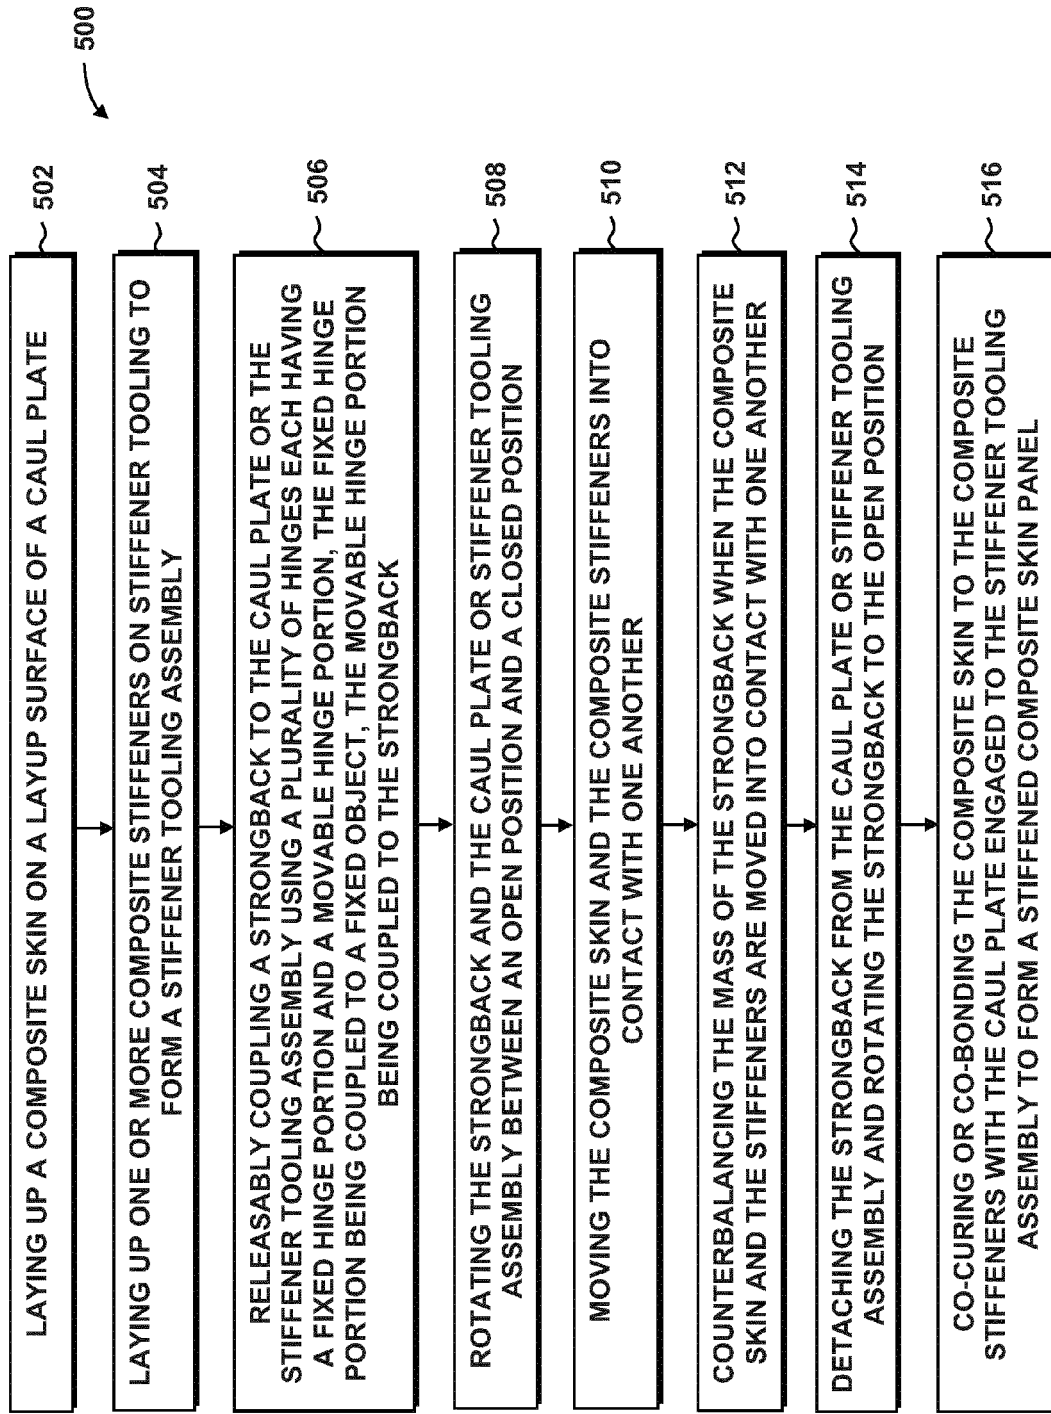 500
LAYING UP A COMPOSITE SKIN ON A LAYUP SURFACE OF A CAUL PLATE
502
LAYING UP ONE OR MORE COMPOSITE STIFFENERS ON STIFFENER TOOLING TO
FORM A STIFFENER TOOLING ASSEMBLY
504
RELEASABLY COUPLING A STRONGBACK TO THE CAUL PLATE OR THE
STIFFENER TOOLING ASSEMBLY USING A PLURALITY OF HINGES EACH HAVING
A FIXED HINGE PORTION AND A MOVABLE HINGE PORTION, THE FIXED HINGE
PORTION BEING COUPLED TO A FIXED OBJECT, THE MOVABLE HINGE PORTION
BEING COUPLED TO THE STRONGBACK
506
ROTATING THE STRONGBACK AND THE CAUL PLATE OR STIFFENER TOOLING
ASSEMBLY BETWEEN AN OPEN POSITION AND A CLOSED POSITION
508
MOVING THE COMPOSITE SKIN AND THE COMPOSITE STIFFENERS INTO
CONTACT WITH ONE ANOTHER
510
COUNTERBALANCING THE MASS OF THE STRONGBACK WHEN THE COMPOSITE
SKIN AND THE STIFFENERS ARE MOVED INTO CONTACT WITH ONE ANOTHER
512
DETACHING THE STRONGBACK FROM THE CAUL PLATE OR STIFFENER TOOLING
ASSEMBLY AND ROTATING THE STRONGBACK TO THE OPEN POSITION
514
CO-CURING OR CO-BONDING THE COMPOSITE SKIN TO THE COMPOSITE
STIFFENERS WITH THE CAUL PLATE ENGAGED TO THE STIFFENER TOOLING
ASSEMBLY TO FORM A STIFFENED COMPOSITE SKIN PANEL
516